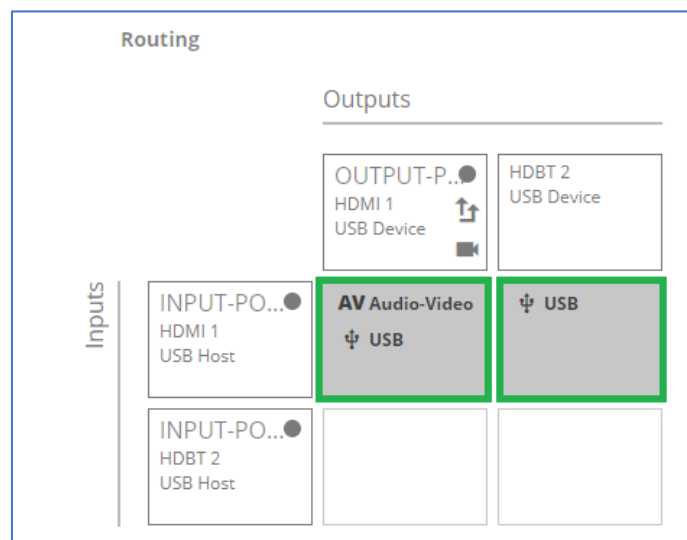 Routing
Outputs
OUTPUT-P...
HDMI 1
USB Device
HDBT 2
USB Device
Inputs
INPUT-PO...
HDMI 1
USB Host
AV Audio-Video
USB
USB
INPUT-PO...
HDBT 2
USB Host